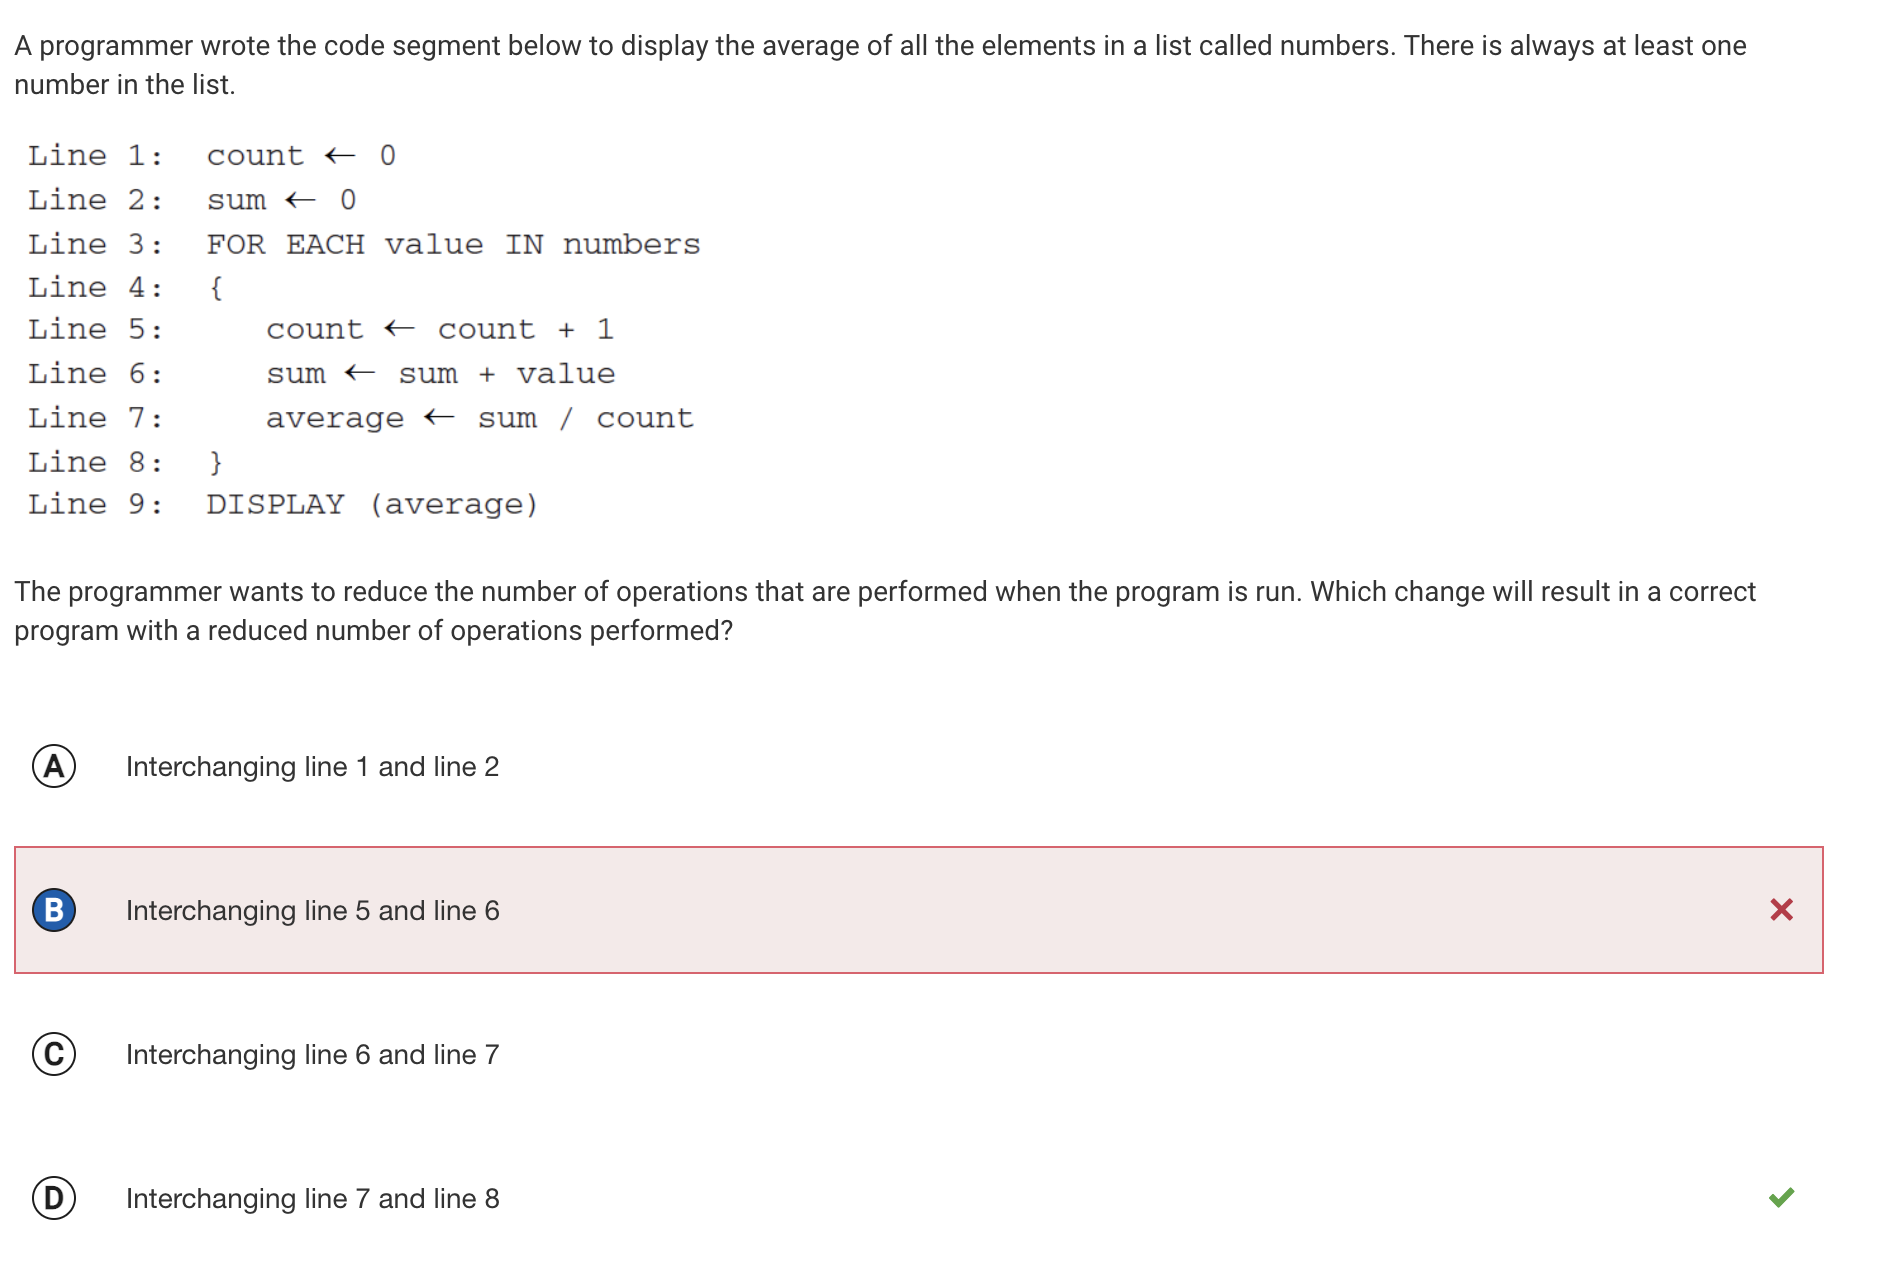 A programmer wrote the code segment below to display the average of all the elements in a list called numbers. There is always at least one
number in the list.
Line 1: count ← 0
Line 2: sum ← 0
Line 3: FOR EACH value IN numbers
Line 4: {
Line 5: count ← count + 1
Line 6: sum ← sum + value
Line 7: average ← sum / count
Line 8: }
Line 9: DISPLAY (average)
The programmer wants to reduce the number of operations that are performed when the program is run. Which change will result in a correct
program with a reduced number of operations performed?
A Interchanging line 1 and line 2
B Interchanging line 5 and line 6
C Interchanging line 6 and line 7
D Interchanging line 7 and line 8